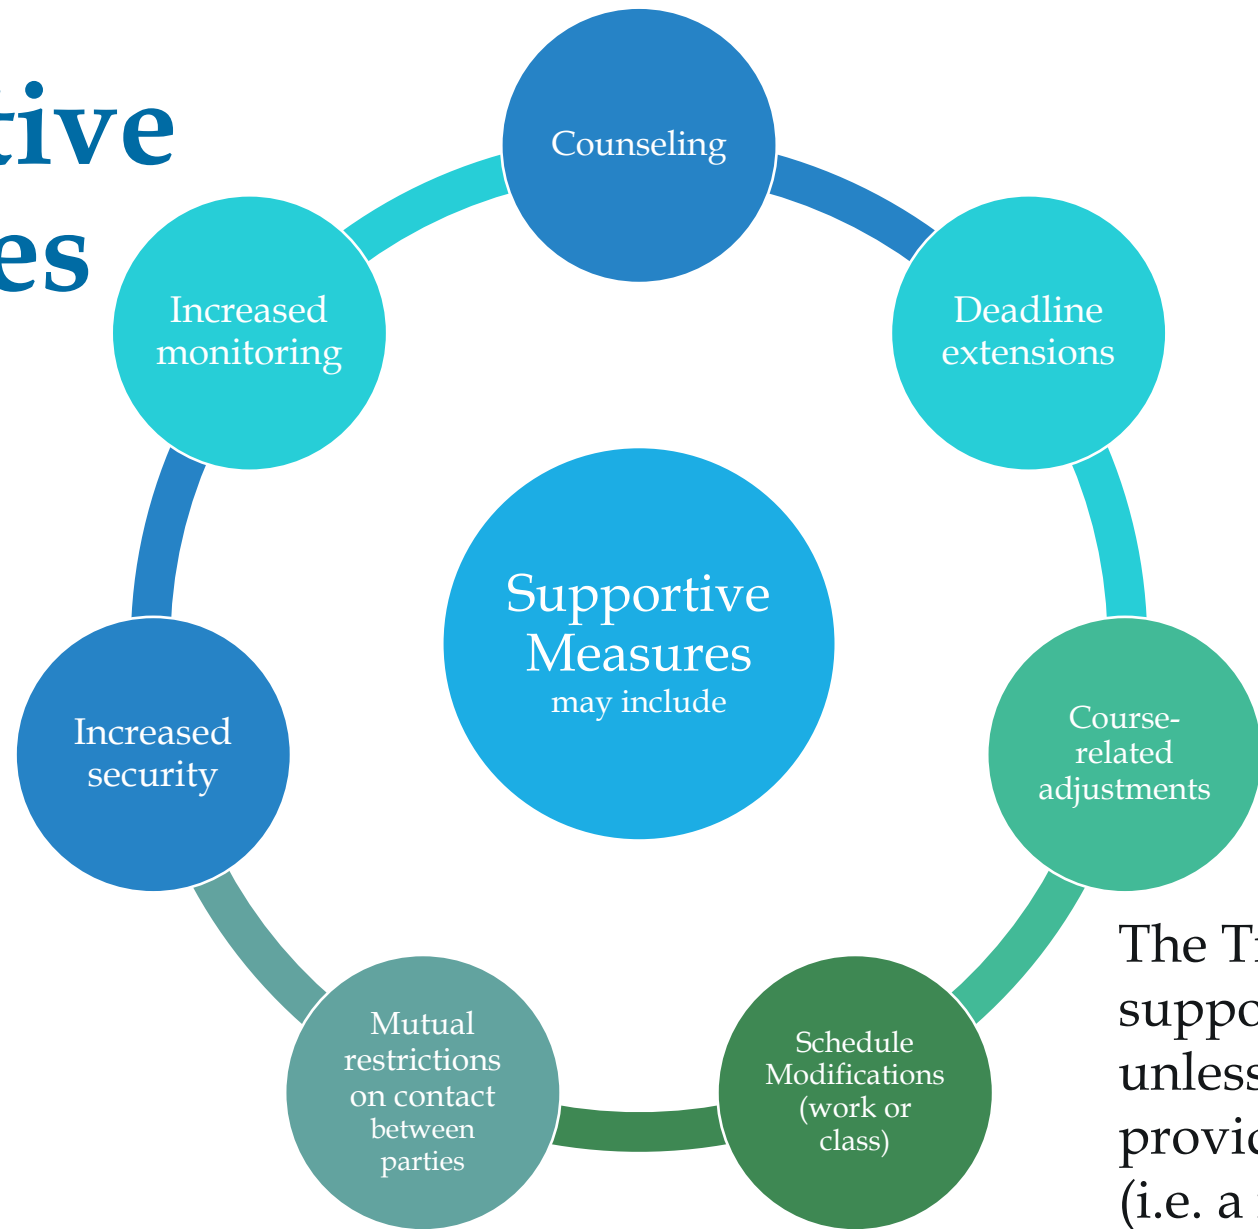 tive
es
Counseling
Deadline
extensions
Course-
related
adjustments
Schedule
Modifications
(work or
class)
Mutual
restrictions
on contact
between
parties
Increased
security
Increased
monitoring
Supportive
Measures
may include
The T
suppo
unless
provid
(i.e. a